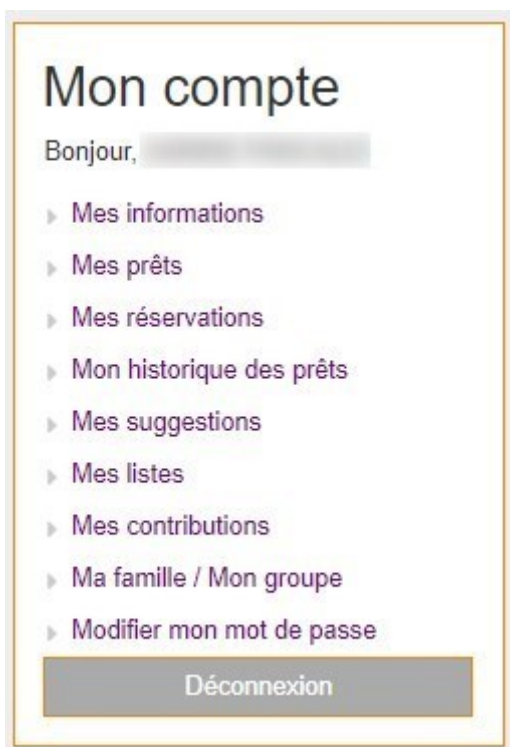 Mon compte
Bonjour,
Mes informations
Mes prêts
Mes réservations
Mon historique des prêts
Mes suggestions
Mes listes
Mes contributions
Ma famille / Mon groupe
Modifier mon mot de passe
Déconnexion